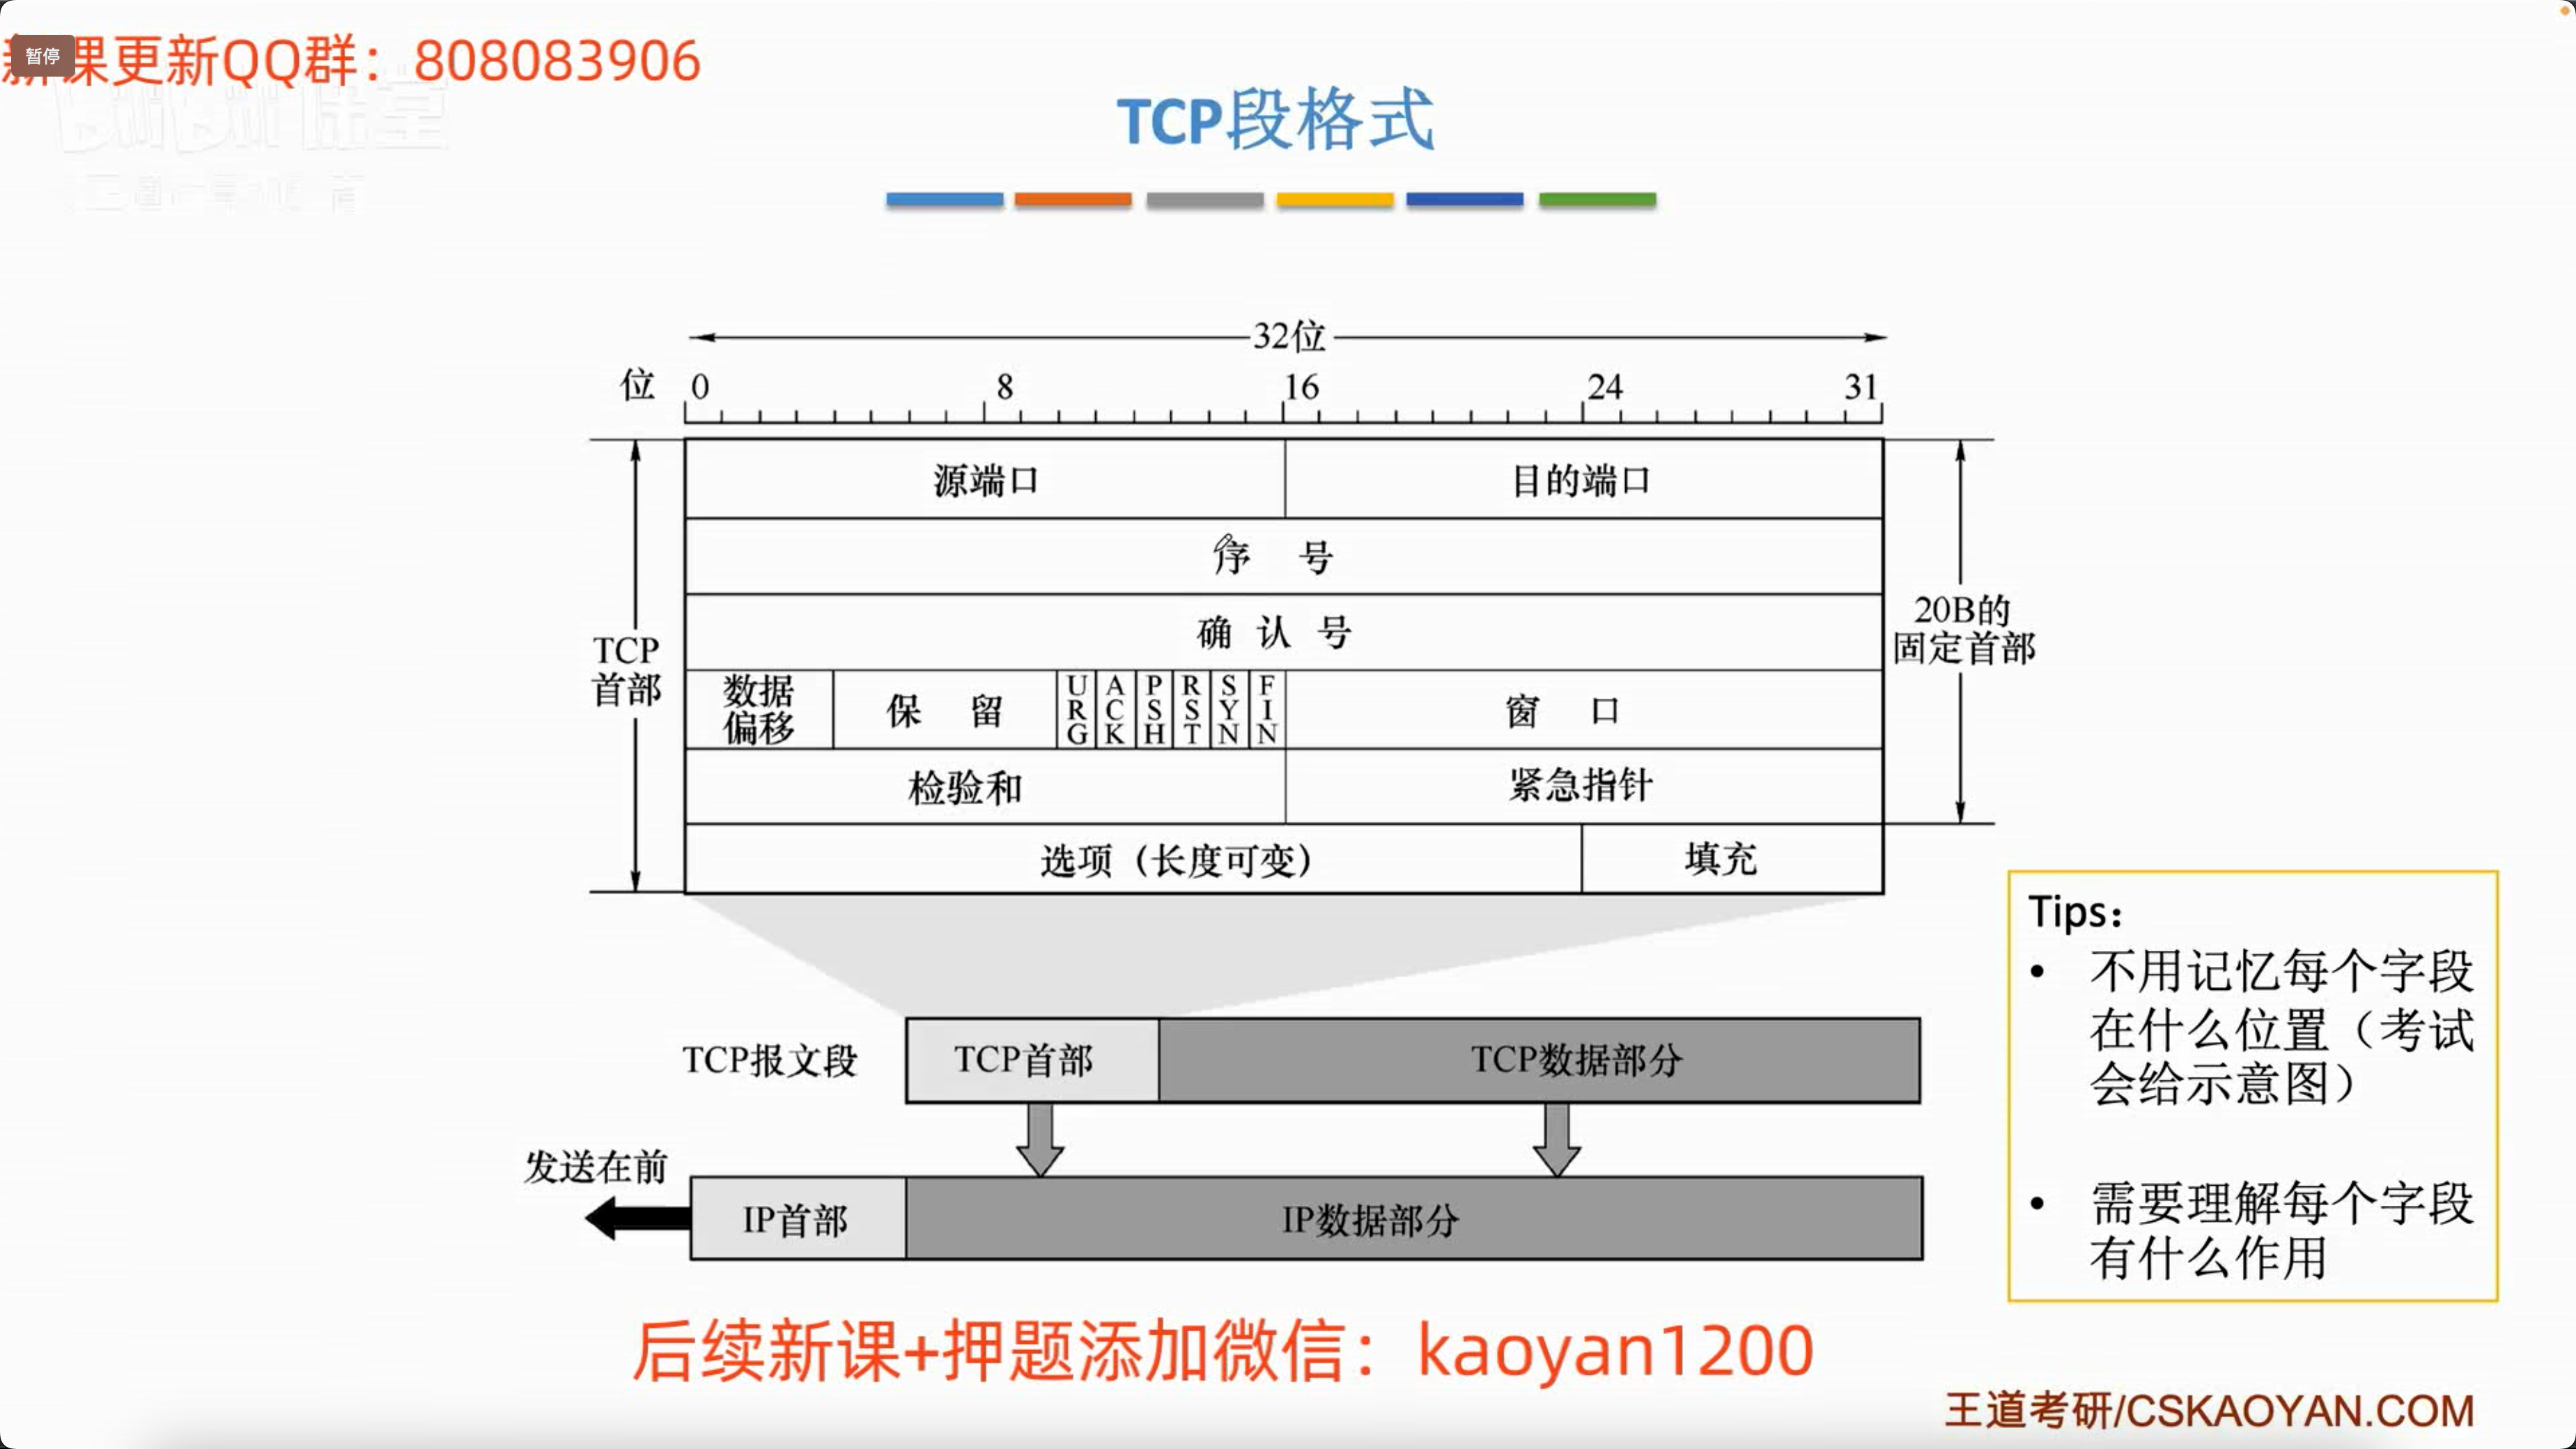 课更新QQ群：808083906
暂停
TCP段格式
32位
位 0 8 16 24 31
源端口 目的端口
序 号
确 认 号
数据偏移 保 留 URG ACK PSH RST SYN FIN 窗 口
检验和 紧急指针
选项（长度可变） 填充
TCP
首部
20B的
固定首部
TCP报文段 TCP首部 TCP数据部分
发送在前
IP首部 IP数据部分
Tips：
• 不用记忆每个字段
在什么位置（考试
会给示意图）
• 需要理解每个字段
有什么作用
后续新课+押题添加微信：kaoyan1200
王道考研/CSKAOYAN.COM